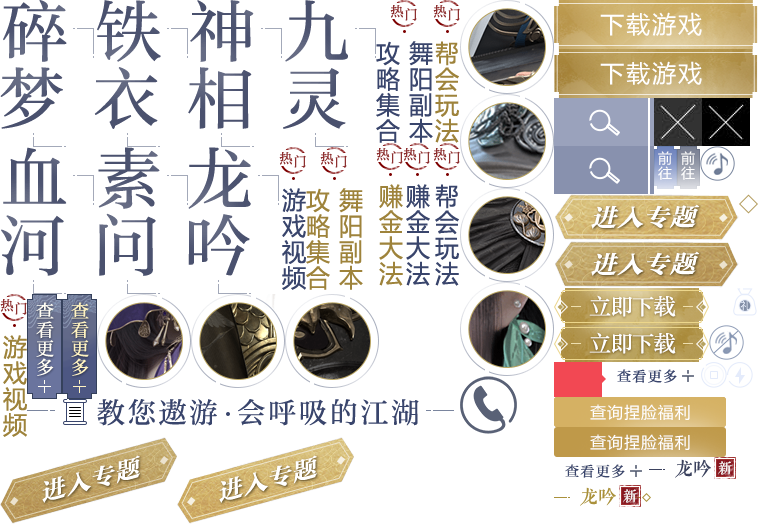 碎梦
铁衣
神相
九灵
血河
素问
龙吟
热门
攻略集合
舞阳副本
热门
帮会玩法
热门
游戏视频
攻略集合
热门
舞阳副本
热门
赚金大法
热门
赚金大法
热门
帮会玩法
热门
游戏视频
查看更多
查看更多
教您遨游·会呼吸的江湖
进入专题
进入专题
下载游戏
下载游戏
前往
前往
进入专题
进入专题
立即下载
立即下载
查看更多
查询捏脸福利
查询捏脸福利
查看更多
龙吟 新
龙吟 新